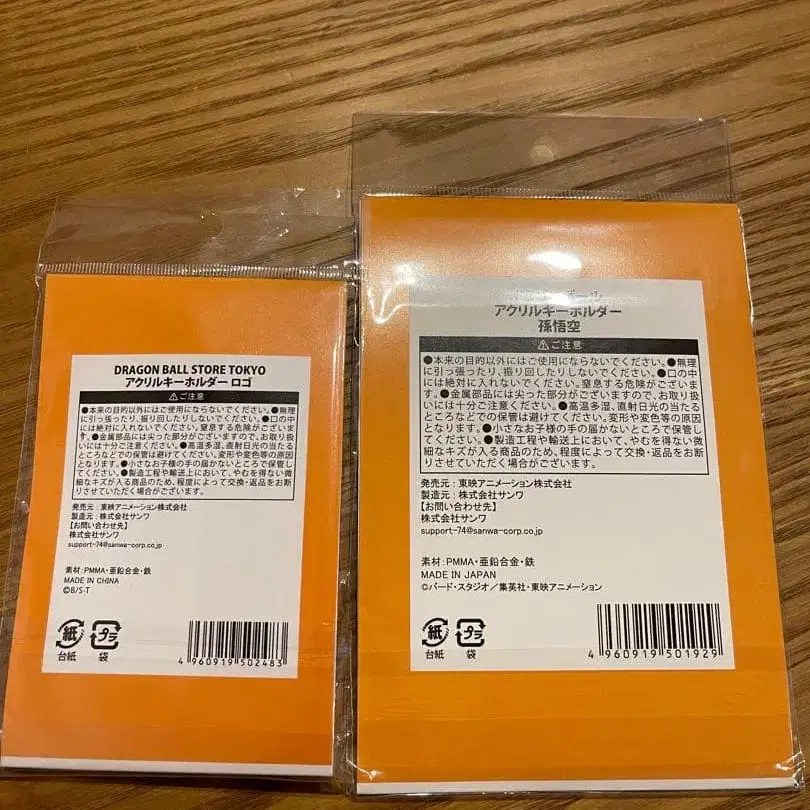 DRAGON BALL STORE TOKYO
アクリルキーホルダー ロゴ
⚠ご注意
●本来の目的以外にはご使用にならないでください。●無理
に引っ張ったり、振り回したりしないでください。●口の中
には絶対に入れないでください。窒息する危険がございま
す。●金属部品には尖った部分がございますので、お取り扱
いには十分ご注意ください。●高温多湿、直射日光の当たる
ところなどでの保管は避けてください。変形や変色等の原因
となります。●小さなお子様の手の届かないところで保管し
てください。●製造工程や輸送上において、やむを得ない微
細なキズが入る商品のため、程度によって交換・返品をお断
りさせていただく場合がございます。
発売元:東映アニメーション株式会社
製造元:株式会社サンワ
【お問い合わせ先】
株式会社サンワ
support-74@sanwa-corp.co.jp
素材:PMMA・亜鉛合金・鉄
MADE IN CHINA
©B/S・T
紙 プラ
台紙 袋
4 960919 502483
アクリルキーホルダー
孫悟空
⚠ご注意
●本来の目的以外にはご使用にならないでください。●無理
に引っ張ったり、振り回したりしないでください。●口の中
には絶対に入れないでください。窒息する危険がございま
す。●金属部品には尖った部分がございますので、お取り扱
いには十分ご注意ください。●高温多湿、直射日光の当たる
ところなどでの保管は避けてください。変形や変色等の原因
となります。●小さなお子様の手の届かないところで保管し
てください。●製造工程や輸送上において、やむを得ない微
細なキズが入る商品のため、程度によって交換・返品をお断
りさせていただく場合がございます。
発売元:東映アニメーション株式会社
製造元:株式会社サンワ
【お問い合わせ先】
株式会社サンワ
support-74@sanwa-corp.co.jp
素材:PMMA・亜鉛合金・鉄
MADE IN JAPAN
©バード・スタジオ/集英社・東映アニメーション
紙 プラ
台紙 袋
4 960919 501929